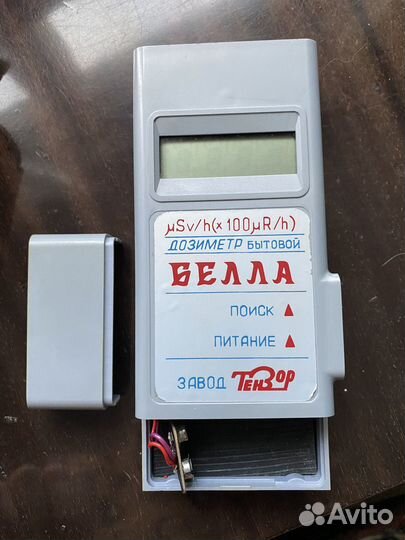 μSv/h(×100μR/h)
ДОЗИМЕТР БЫТОВОЙ
БЕЛЛА
ПОИСК ▲
ПИТАНИЕ ▲
ЗАВОД ТЕНЗОР
Avito